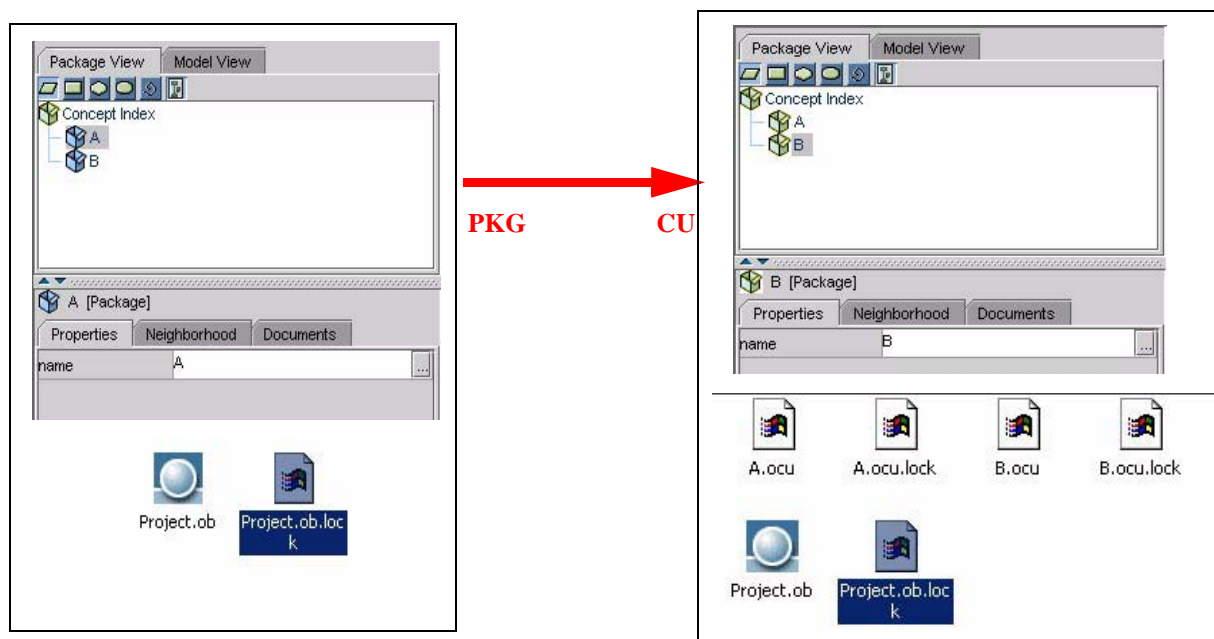 Package View Model View
Concept Index
A
B
A [Package]
Properties Neighborhood Documents
name A ...
Project.ob Project.ob.loc
k
PKG CU
Package View Model View
Concept Index
A
B
B [Package]
Properties Neighborhood Documents
name B ...
A.ocu A.ocu.lock B.ocu B.ocu.lock
Project.ob Project.ob.loc
k